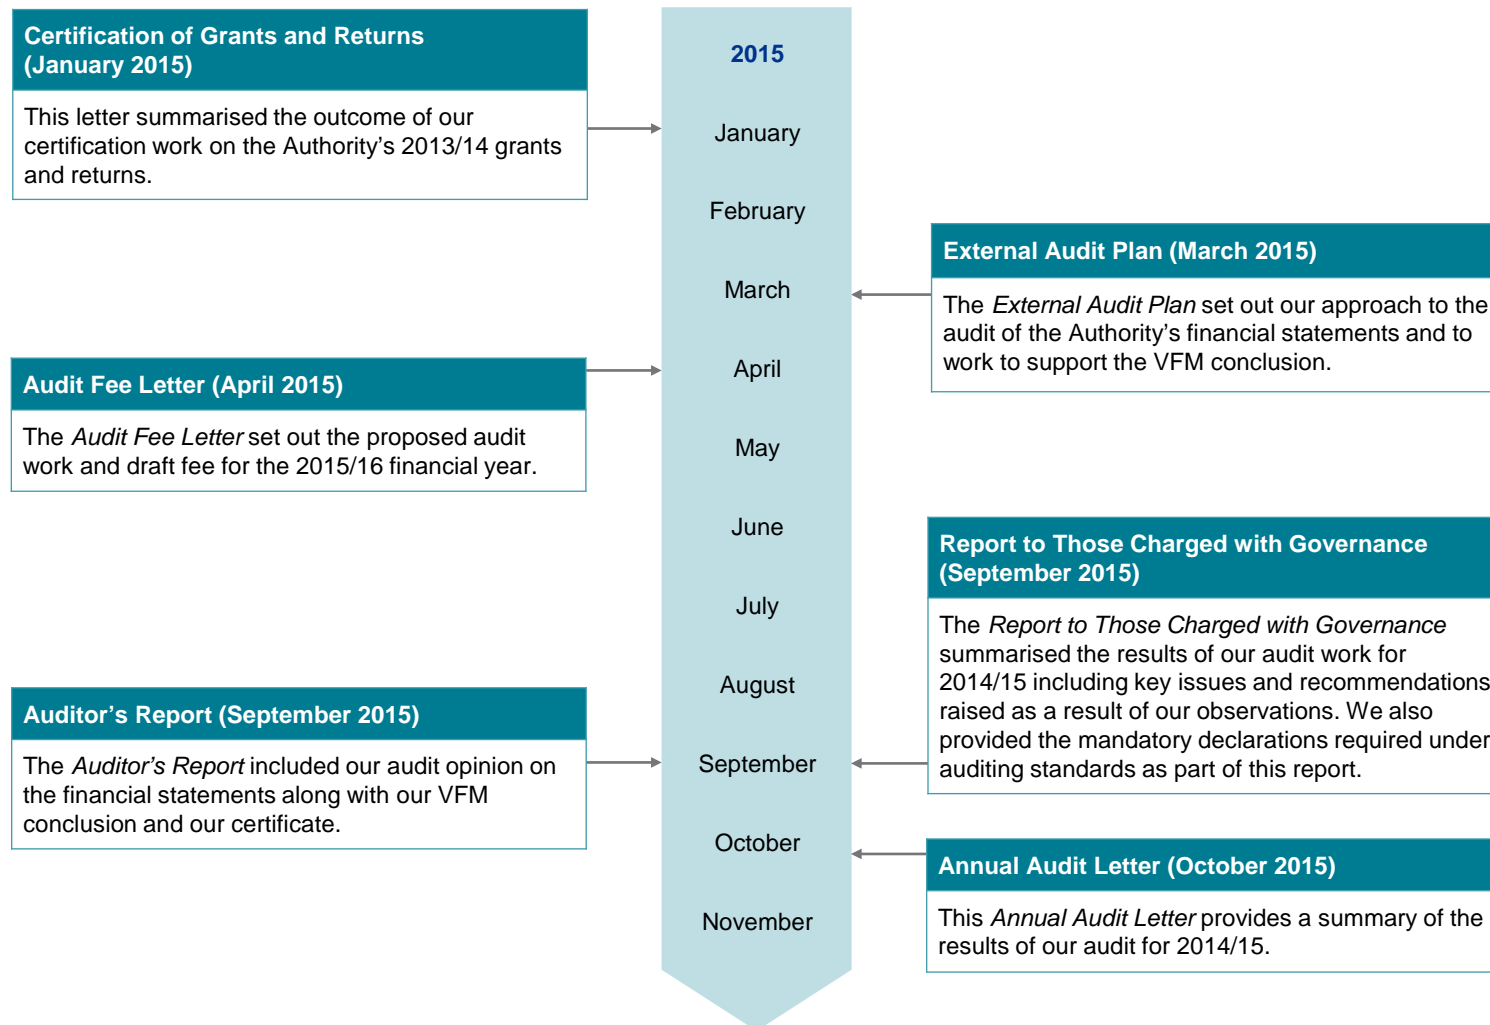 Certification of Grants and Returns
(January 2015)
This letter summarised the outcome of our
certification work on the Authority’s 2013/14 grants
and returns.
Audit Fee Letter (April 2015)
The Audit Fee Letter set out the proposed audit
work and draft fee for the 2015/16 financial year.
Auditor’s Report (September 2015)
The Auditor’s Report included our audit opinion on
the financial statements along with our VFM
conclusion and our certificate.
2015
January
February
March
April
May
June
July
August
September
October
November
External Audit Plan (March 2015)
The External Audit Plan set out our approach to the
audit of the Authority’s financial statements and to
work to support the VFM conclusion.
Report to Those Charged with Governance
(September 2015)
The Report to Those Charged with Governance
summarised the results of our audit work for
2014/15 including key issues and recommendations
raised as a result of our observations. We also
provided the mandatory declarations required under
auditing standards as part of this report.
Annual Audit Letter (October 2015)
This Annual Audit Letter provides a summary of the
results of our audit for 2014/15.